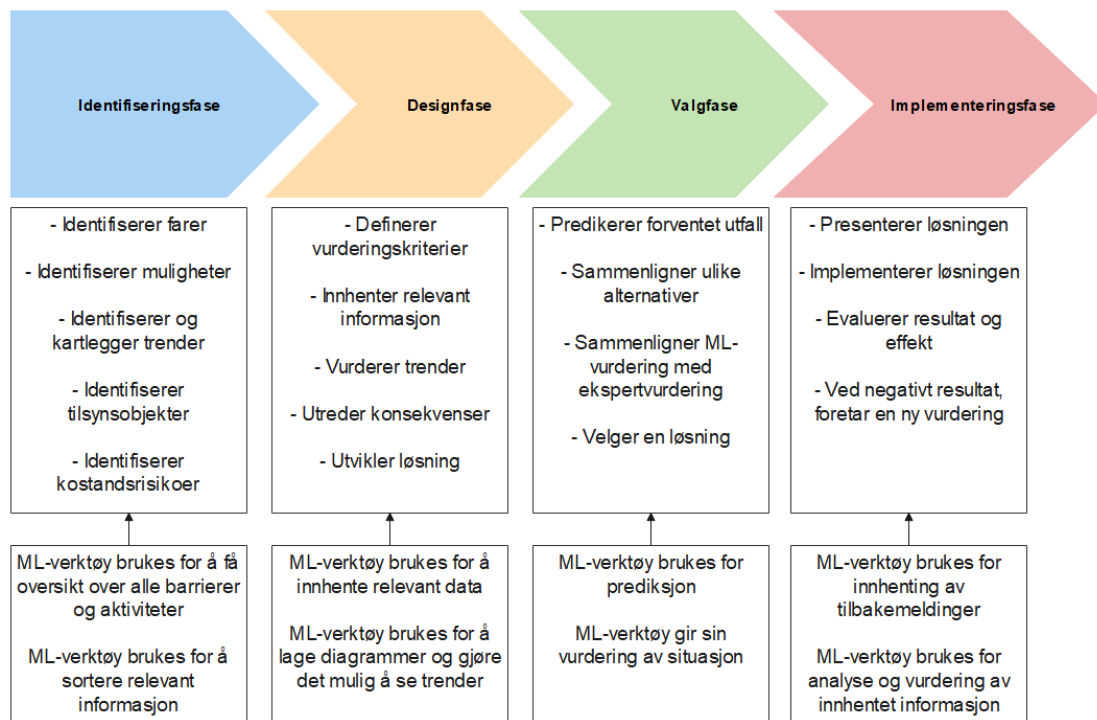 Identifiseringsfase
Designfase
Valgfase
Implementeringsfase
- Identifiserer farer
- Identifiserer muligheter
- Identifiserer og
kartlegger trender
- Identifiserer
tilsynsobjekter
- Identifiserer
kostandsrisikoer
- Definerer
vurderingskriterier
- Innhenter relevant
informasjon
- Vurderer trender
- Utreder konsekvenser
- Utvikler løsning
- Predikerer forventet utfall
- Sammenligner ulike
alternativer
- Sammenligner ML-
vurdering med
ekspertvurdering
- Velger en løsning
- Presenterer løsningen
- Implementerer løsningen
- Evaluerer resultat og
effekt
- Ved negativt resultat,
foretar en ny vurdering
ML-verktøy brukes for å få
oversikt over alle barrierer
og aktiviteter
ML-verktøy brukes for å
sortere relevant
informasjon
ML-verktøy brukes for å
innhente relevant data
ML-verktøy brukes for å
lage diagrammer og gjøre
det mulig å se trender
ML-verktøy brukes for
prediksjon
ML-verktøy gir sin
vurdering av situasjon
ML-verktøy brukes for
innhenting av
tilbakemeldinger
ML-verktøy brukes for
analyse og vurdering av
innhentet informasjon